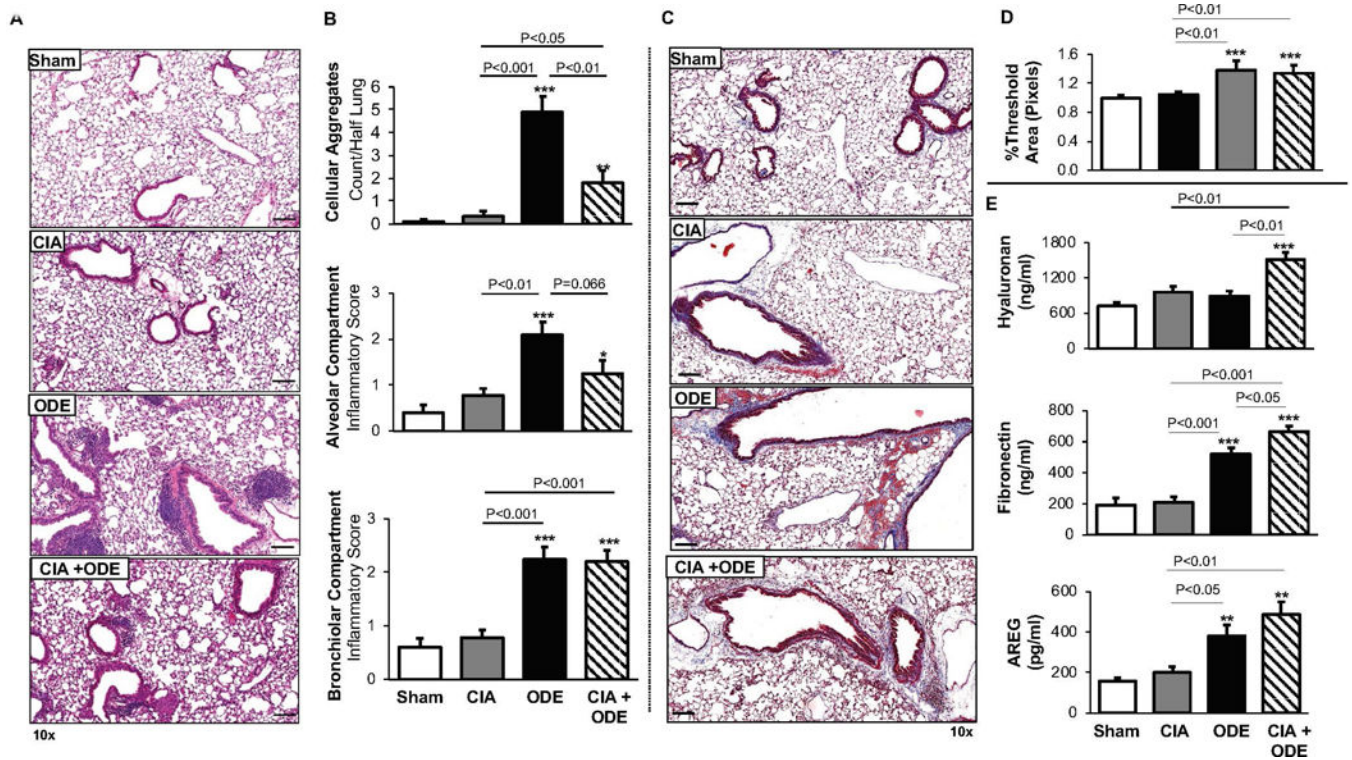 A
Sham
CIA
ODE
CIA +ODE
10x
B
P<0.05
P<0.001
P<0.01
Cellular Aggregates
Count/Half Lung
6
5
4
3
2
1
0
***
**
P<0.01
P=0.066
Alveolar Compartment
Inflammatory Score
3
2
1
0
***
*
P<0.001
P<0.001
Bronchiolar Compartment
Inflammatory Score
3
2
1
0
***
***
Sham
CIA
ODE
CIA +
ODE
C
Sham
CIA
ODE
CIA +ODE
10x
D
P<0.01
P<0.01
%Threshold
Area (Pixels)
1.6
1.2
0.8
0.4
0.0
***
***
E
P<0.01
P<0.01
Hyaluronan
(ng/ml)
1800
1200
600
0
***
P<0.001
P<0.05
P<0.001
Fibronectin
(ng/ml)
800
600
400
200
0
***
***
P<0.01
P<0.05
AREG
(pg/ml)
600
400
200
0
**
**
Sham
CIA
ODE
CIA +
ODE